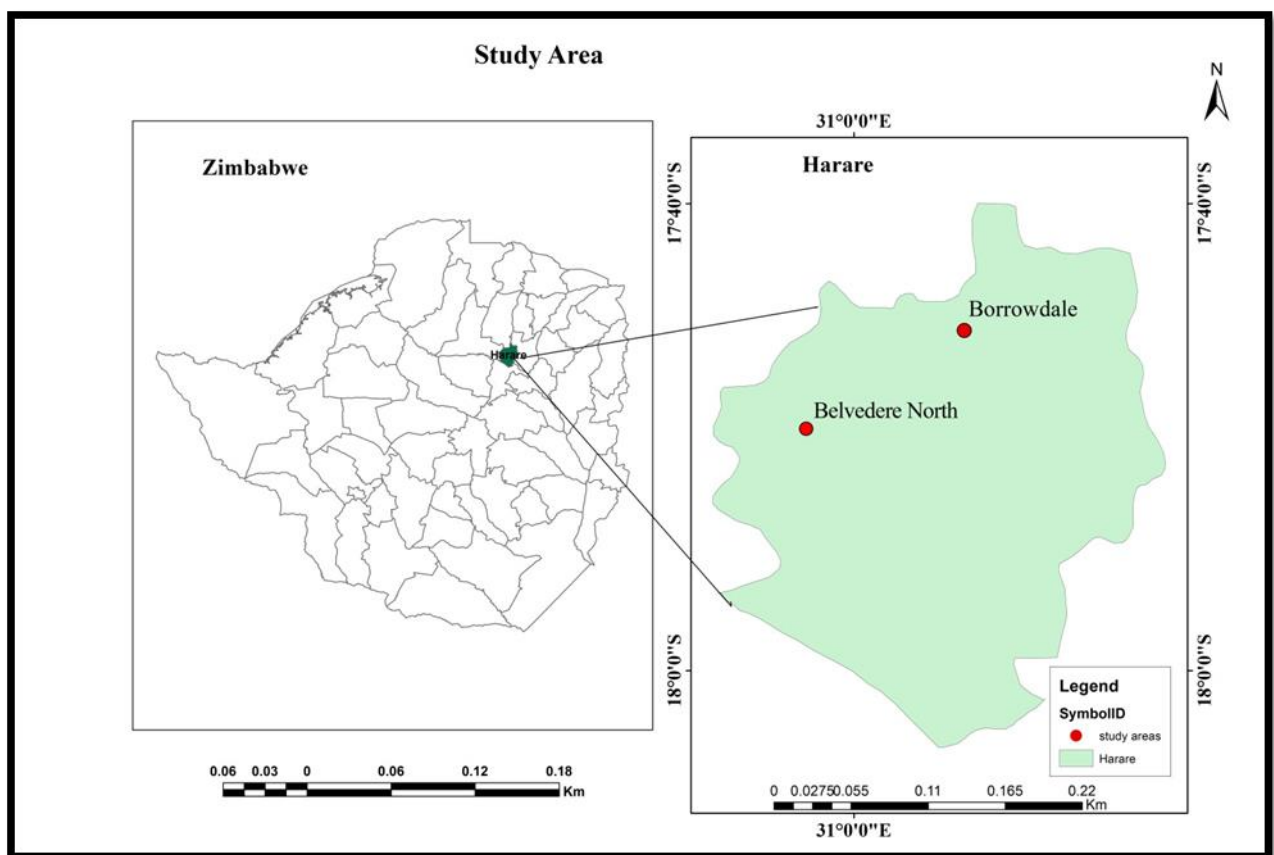 Study Area
N
31°0'0"E
Zimbabwe
Harare
17°40'0"S
17°40'0"S
Borrowdale
Harare
Belvedere North
18°0'0"S
18°0'0"S
Legend
SymbolID
study areas
Harare
0.06 0.03 0 0.06 0.12 0.18
Km
0 0.0275 0.055 0.11 0.165 0.22
Km
31°0'0"E